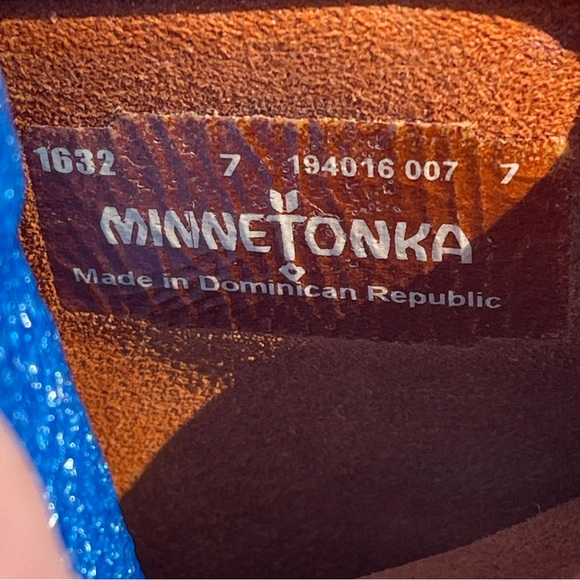 1632 7 194016 007 7
MINNETONKA
Made in Dominican Republic